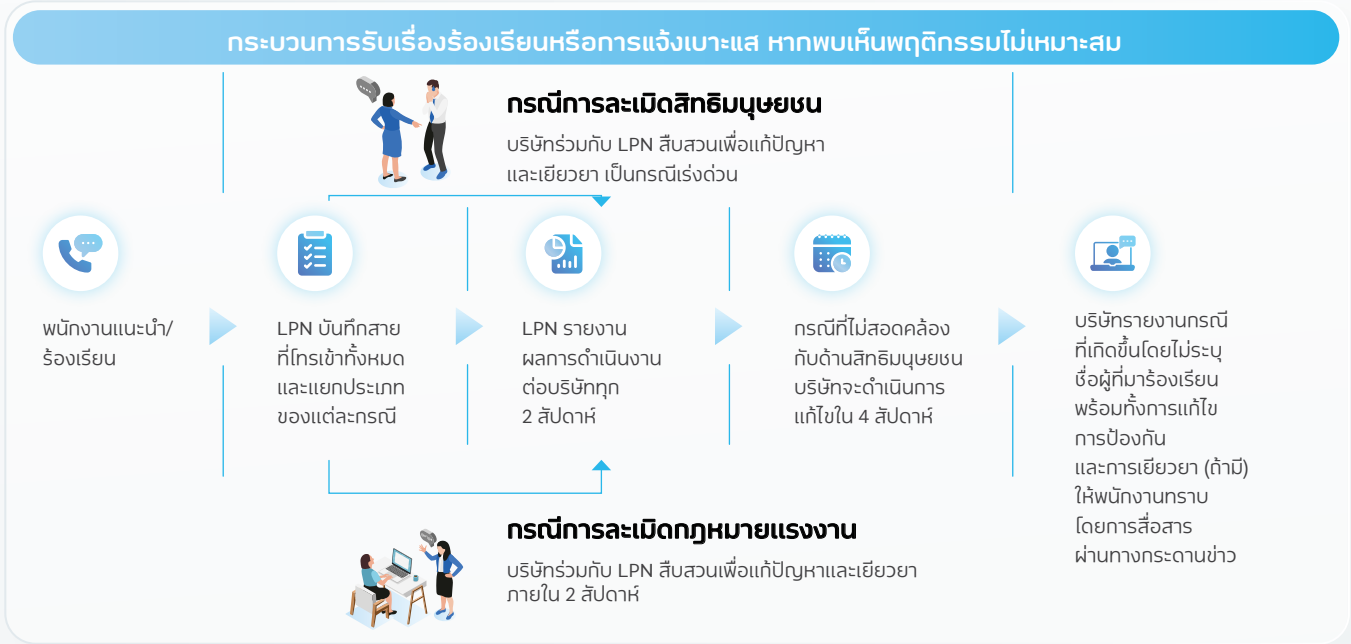 กระบวนการรับเรื่องร้องเรียนหรือการแจ้งเบาะแส หากพบเห็นพฤติกรรมไม่เหมาะสม
กรณีการละเมิดสิทธิมนุษยชน
บริษัทร่วมกับ LPN สืบสวนเพื่อแก้ปัญหา
และเยียวยา เป็นกรณีเร่งด่วน
พนักงานแนะนำ/
ร้องเรียน
LPN บันทึกสาย
ที่โทรเข้าทั้งหมด
และแยกประเภท
ของแต่ละกรณี
LPN รายงาน
ผลการดำเนินงาน
ต่อบริษัททุก
2 สัปดาห์
กรณีที่ไม่สอดคล้อง
กับด้านสิทธิมนุษยชน
บริษัทจะดำเนินการ
แก้ไขใน 4 สัปดาห์
บริษัทรายงานกรณี
ที่เกิดขึ้นโดยไม่ระบุ
ชื่อผู้ที่มาร้องเรียน
พร้อมทั้งการแก้ไข
การป้องกัน
และการเยียวยา (ถ้ามี)
ให้พนักงานทราบ
โดยการสื่อสาร
ผ่านทางกระดานข่าว
กรณีการละเมิดกฎหมายแรงงาน
บริษัทร่วมกับ LPN สืบสวนเพื่อแก้ปัญหาและเยียวยา
ภายใน 2 สัปดาห์